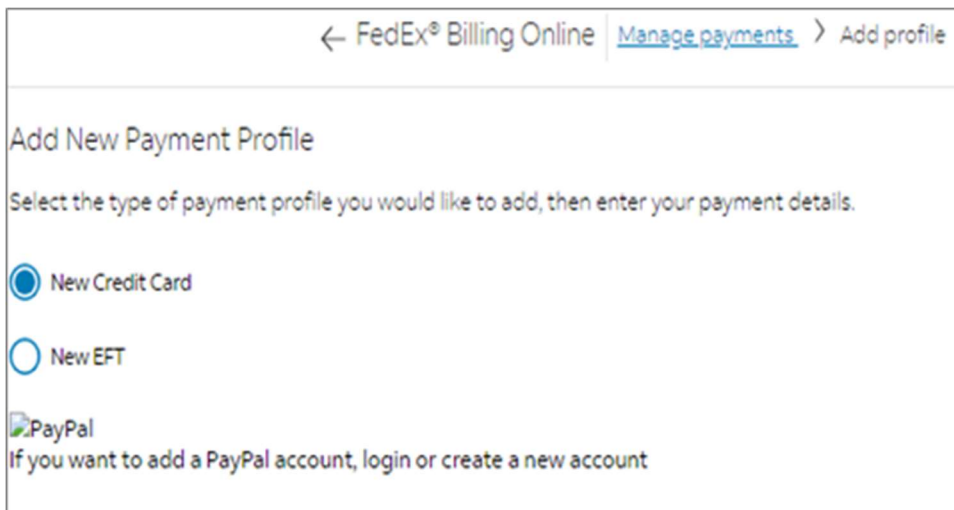 ← FedEx® Billing Online Manage payments > Add profile
Add New Payment Profile
Select the type of payment profile you would like to add, then enter your payment details.
New Credit Card
New EFT
PayPal
If you want to add a PayPal account, login or create a new account